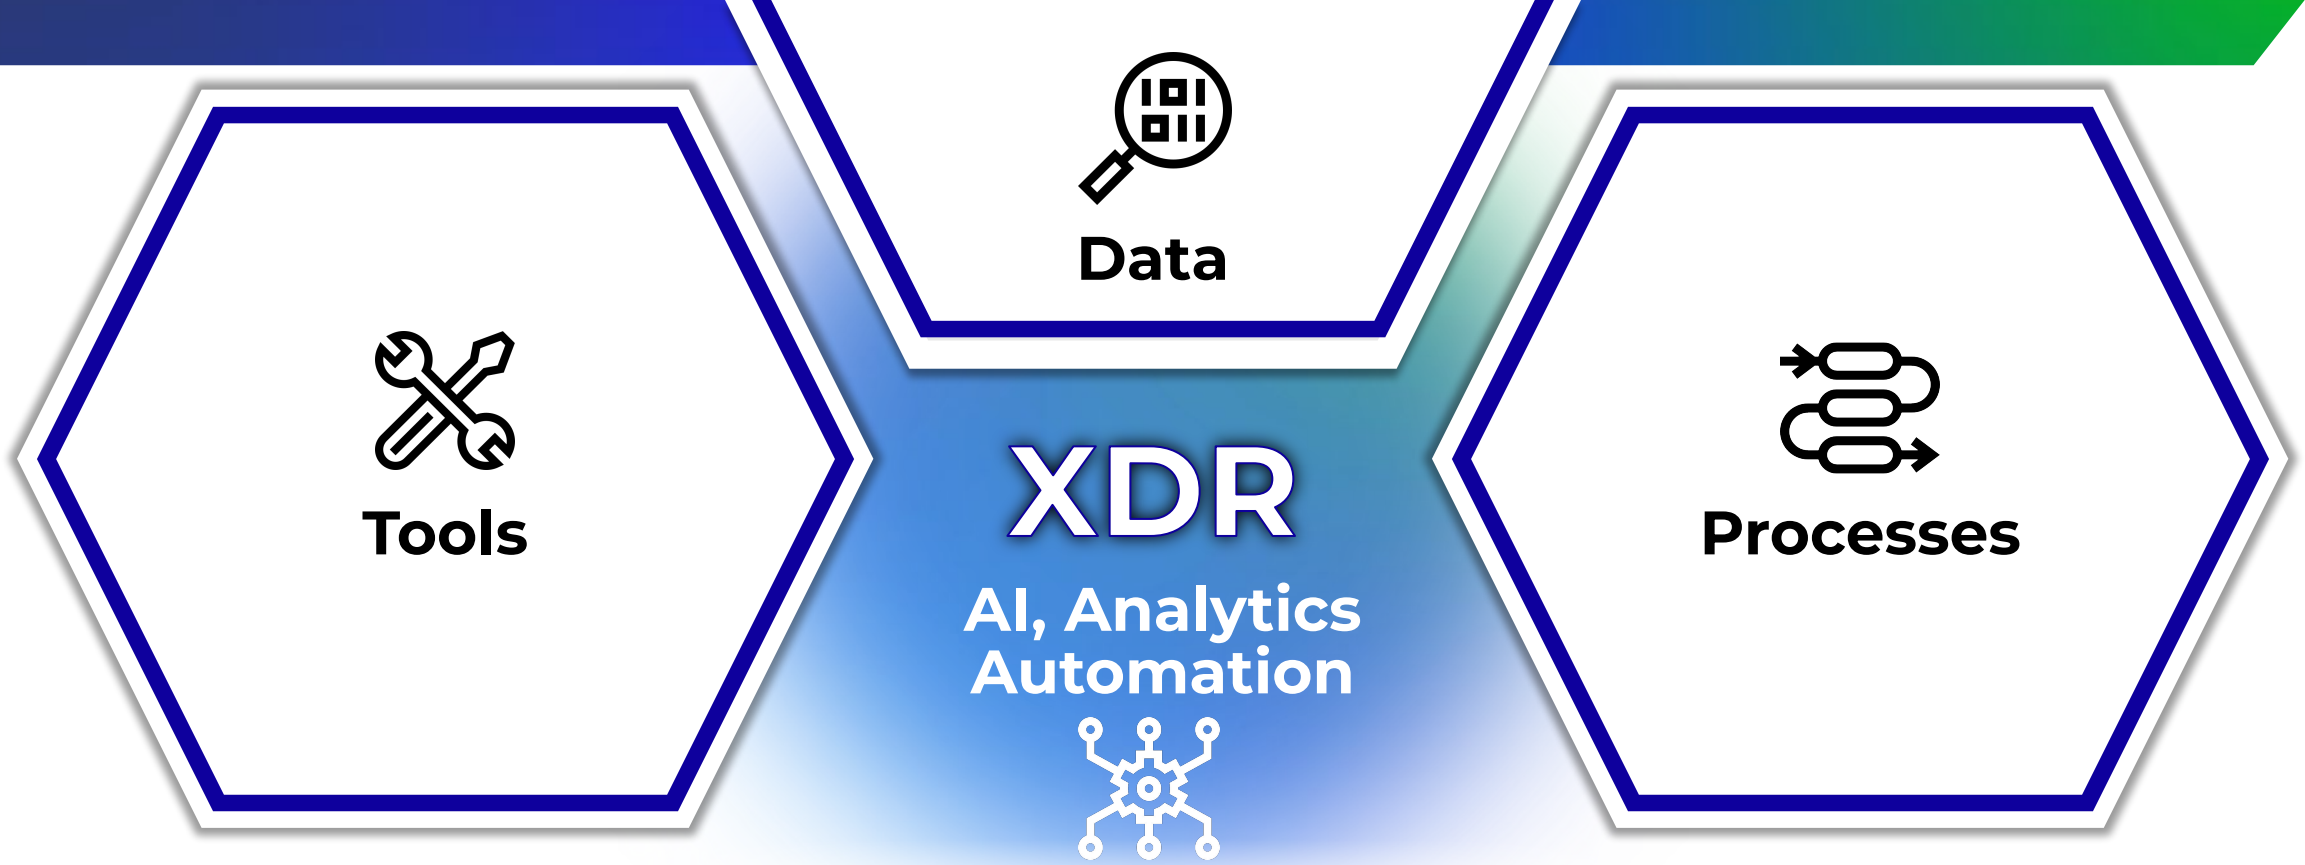 Data
Tools
XDR
AI, Analytics
Automation
Processes